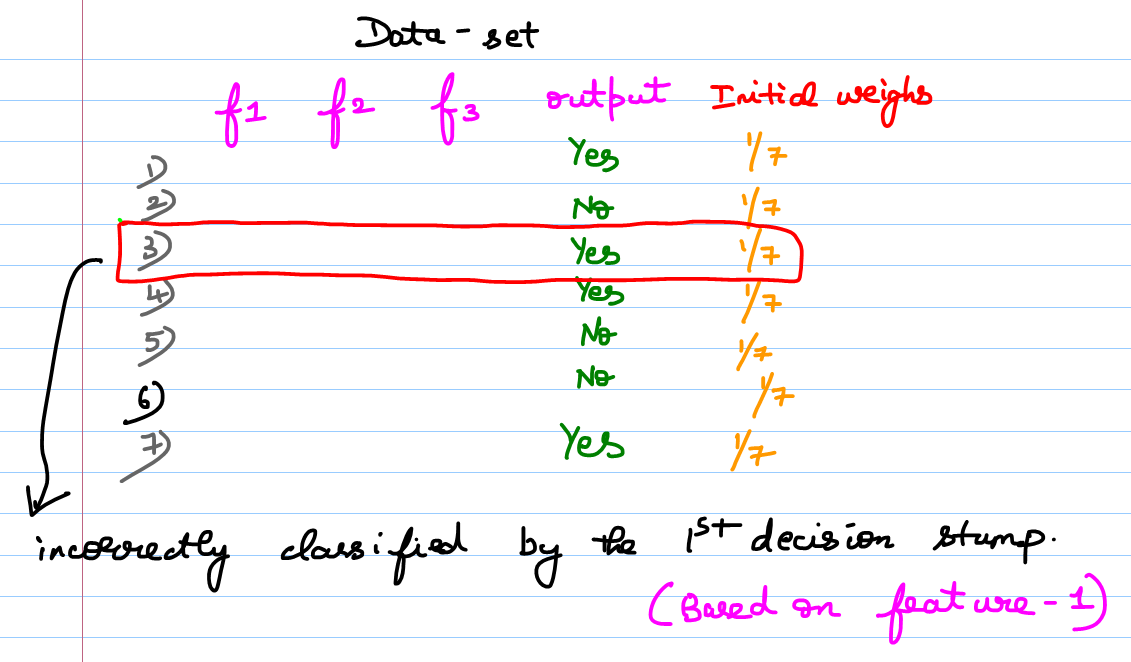 Data-set
f1 f2 f3 output Initial weighs
1) Yes 1/7
2) No 1/7
3) Yes 1/7
4) Yes 1/7
5) No 1/7
6) No 1/7
7) Yes 1/7
incorrectly classified by the 1st decision stump.
(Based on feature-1)